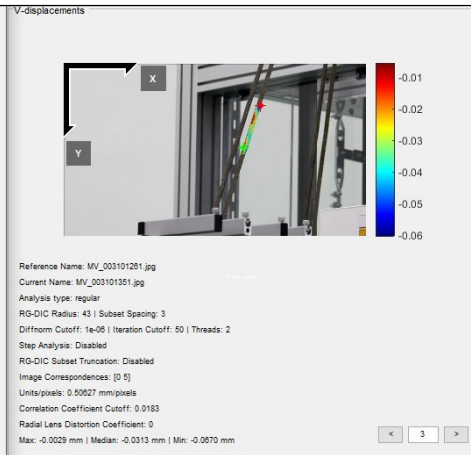 V-displacements
X
Y
-0.01
-0.02
-0.03
-0.04
-0.05
-0.06
Reference Name: MV_003101261.jpg
Current Name: MV_003101351.jpg
Analysis type: regular
RG-DIC Radius: 43 | Subset Spacing: 3
Diffnorm Cutoff: 1e-06 | Iteration Cutoff: 50 | Threads: 2
Step Analysis: Disabled
RG-DIC Subset Truncation: Disabled
Image Correspondences: [0 5]
Units/pixels: 0.50627 mm/pixels
Correlation Coefficient Cutoff: 0.0183
Radial Lens Distortion Coefficient: 0
Max: -0.0029 mm | Median: -0.0313 mm | Min: -0.0670 mm
< 3 >